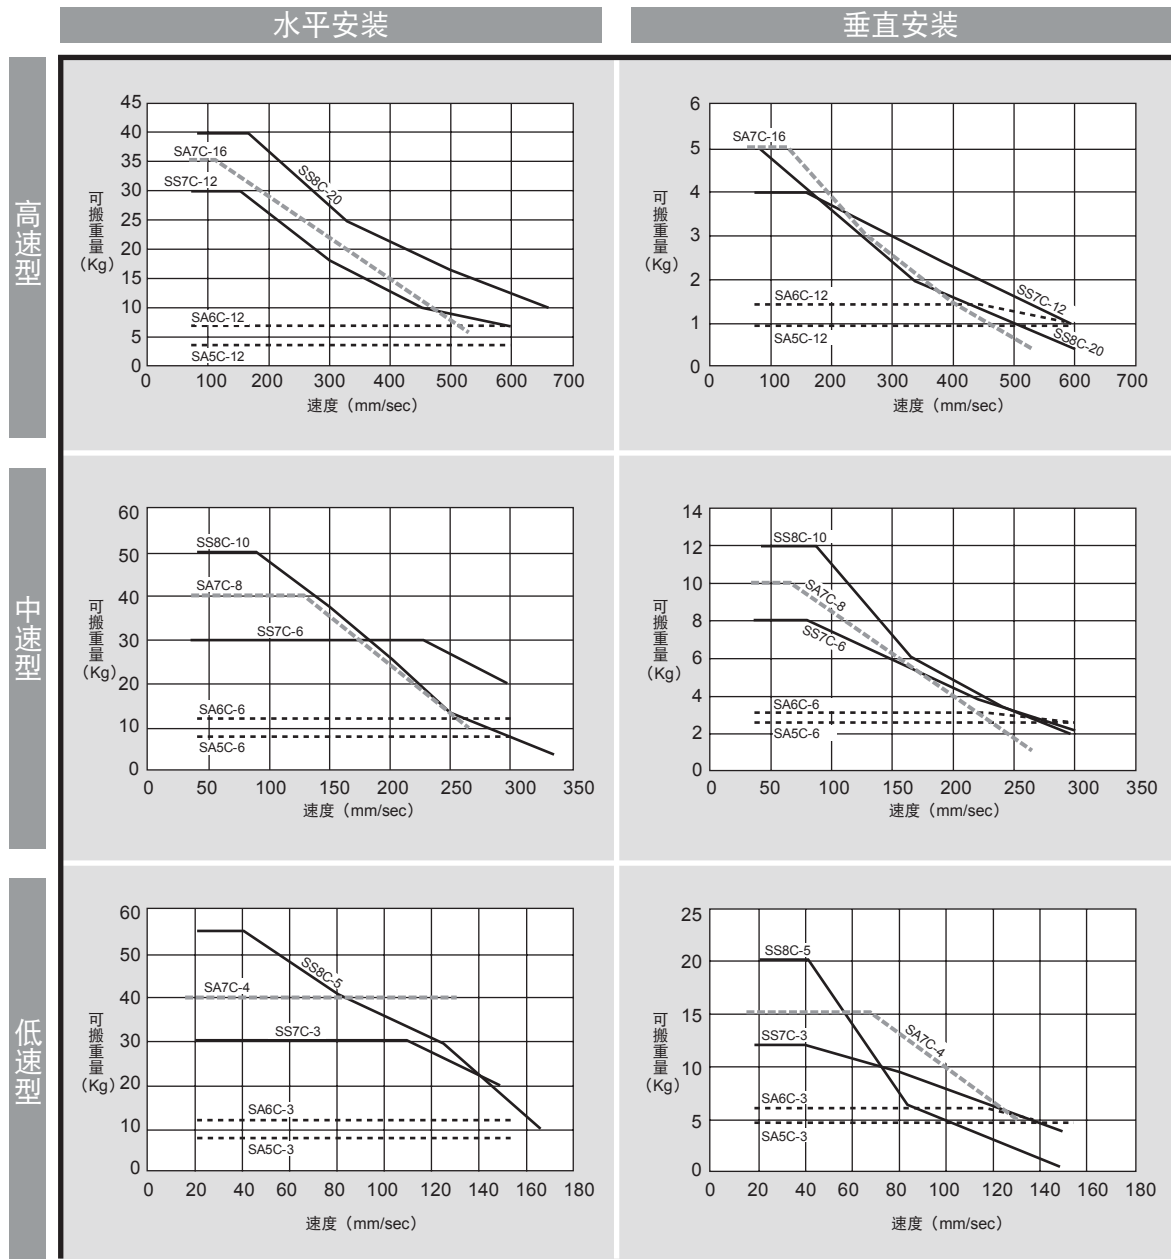 水平安装
垂直安装
高速型
45
40
35
30
25
20
15
10
5
0
可搬重量
(Kg)
SA7C-16
SS7C-12
SS8C-20
SA6C-12
SA5C-12
0 100 200 300 400 500 600 700
速度（mm/sec）
6
5
4
3
2
1
0
可搬重量
（Kg）
SA7C-16
SA6C-12
SS7C-12
SA5C-12
SS8C-20
0 100 200 300 400 500 600 700
速度（mm/sec）
中速型
60
50
40
30
20
10
0
可搬重量
（Kg）
SS8C-10
SA7C-8
SS7C-6
SA6C-6
SA5C-6
0 50 100 150 200 250 300 350
速度（mm/sec）
14
12
10
8
6
4
2
0
可搬重量
（Kg）
SS8C-10
SA7C-8
SS7C-6
SA6C-6
SA5C-6
0 50 100 150 200 250 300 350
速度（mm/sec）
低速型
60
50
40
30
20
10
0
可搬重量
（Kg）
SS8C-5
SA7C-4
SS7C-3
SA6C-3
SA5C-3
0 20 40 60 80 100 120 140 160 180
速度（mm/sec）
25
20
15
10
5
0
可搬重量
（Kg）
SS8C-5
SS7C-3
SA7C-4
SA6C-3
SA5C-3
0 20 40 60 80 100 120 140 160 180
速度（mm/sec）